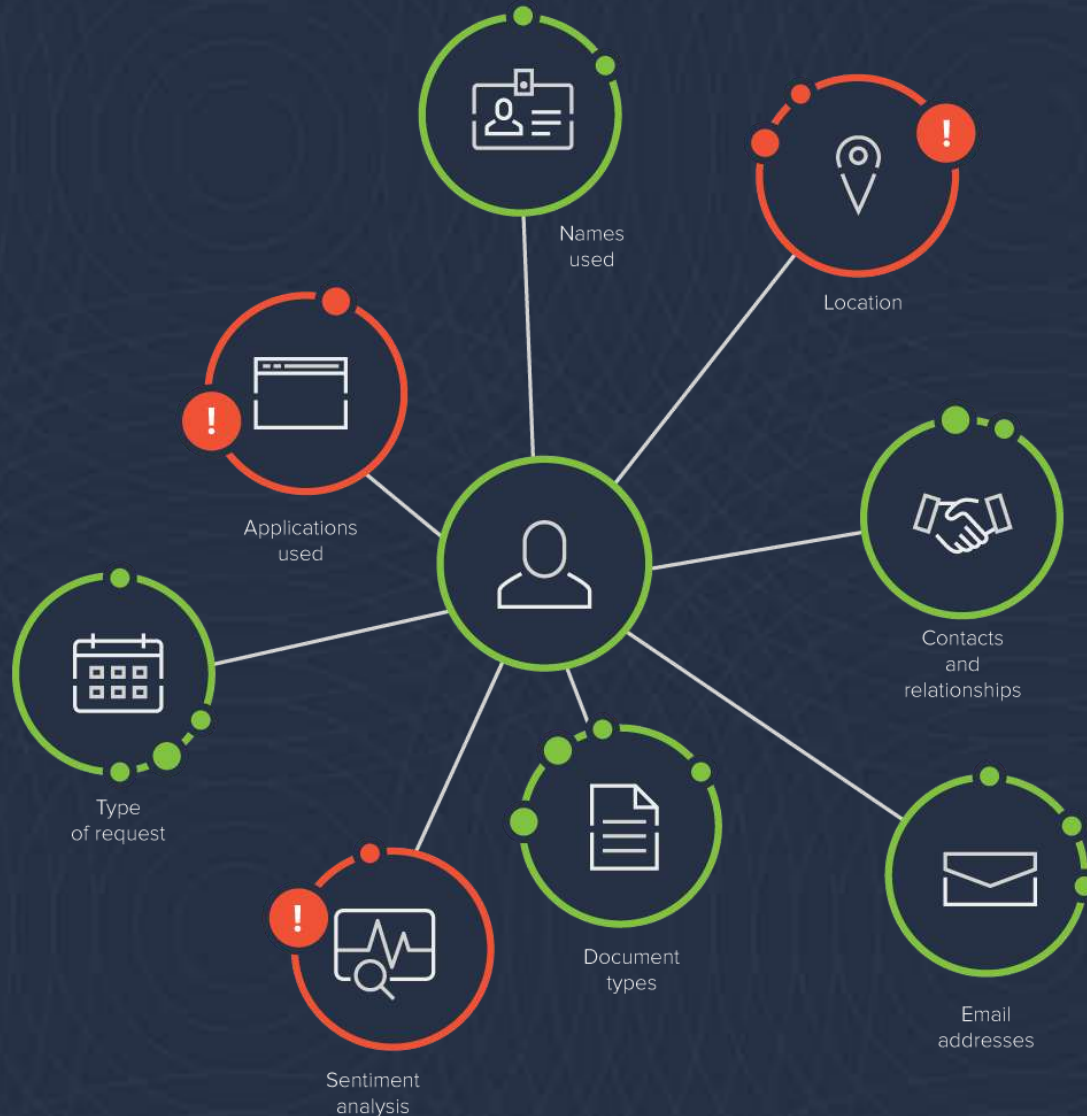 Names
used
!
Location
!
Applications
used
Contacts
and
relationships
Type
of request
!
Document
types
Email
addresses
Sentiment
analysis